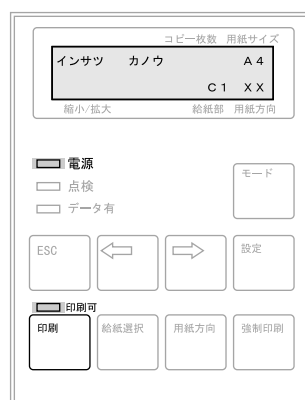 コピー枚数 用紙サイズ
インサツ カノウ A4
C1 XX
縮小/拡大 給紙部 用紙方向
電源
点検
データ有
モード
ESC
設定
印刷可
印刷 給紙選択 用紙方向 強制印刷